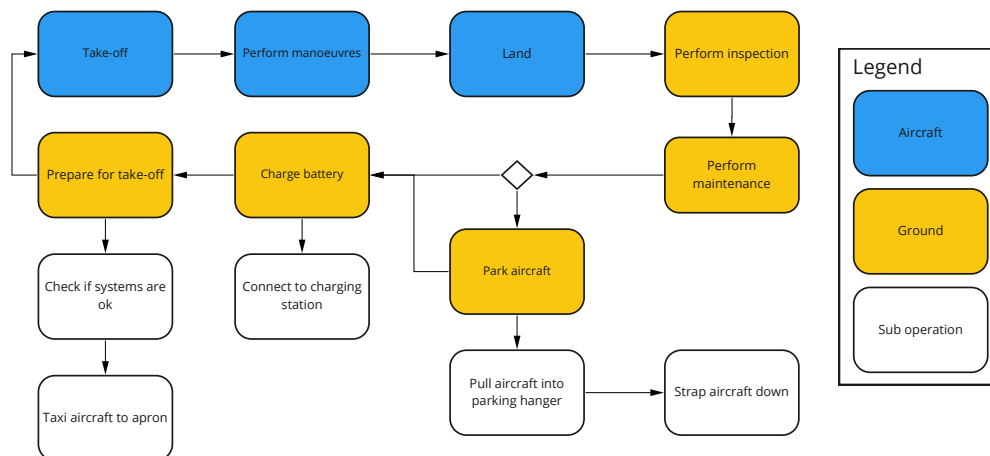 Take-off
Perform manoeuvres
Land
Perform inspection
Prepare for take-off
Charge battery
Perform
maintenance
Park aircraft
Check if systems are
ok
Connect to charging
station
Taxi aircraft to apron
Pull aircraft into
parking hanger
Strap aircraft down
Legend
Aircraft
Ground
Sub operation